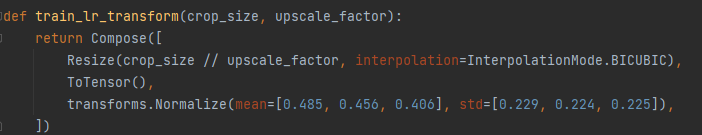 def train_lr_transform(crop_size, upscale_factor):
    return Compose([
        Resize(crop_size // upscale_factor, interpolation=InterpolationMode.BICUBIC),
        ToTensor(),
        transforms.Normalize(mean=[0.485, 0.456, 0.406], std=[0.229, 0.224, 0.225]),
    ])